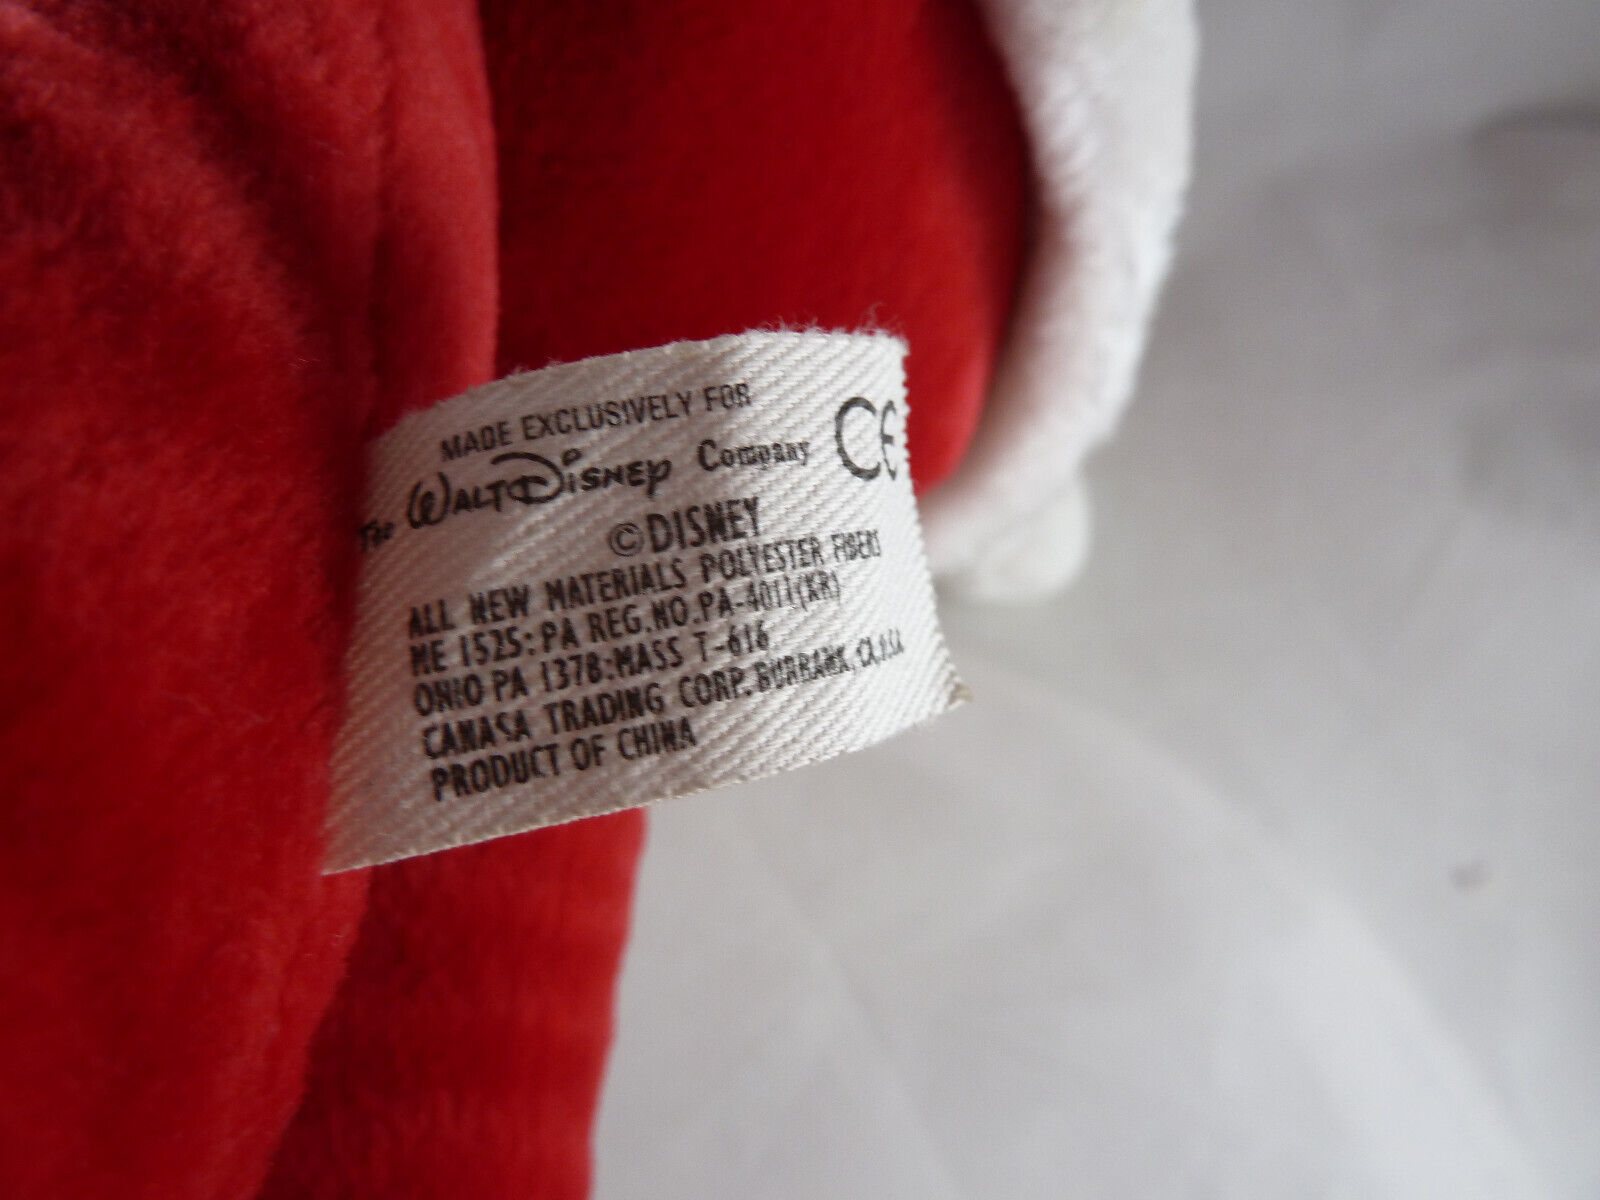 MADE EXCLUSIVELY FOR
The WALT DISNEY Company CE
©DISNEY
ALL NEW MATERIALS POLYESTER FIBERS
ME 1525:PA REG.NO.PA-4011(KR)
OHIO PA 1378:MASS T-616
CANASA TRADING CORP. BURBANK, CA,USA
PRODUCT OF CHINA